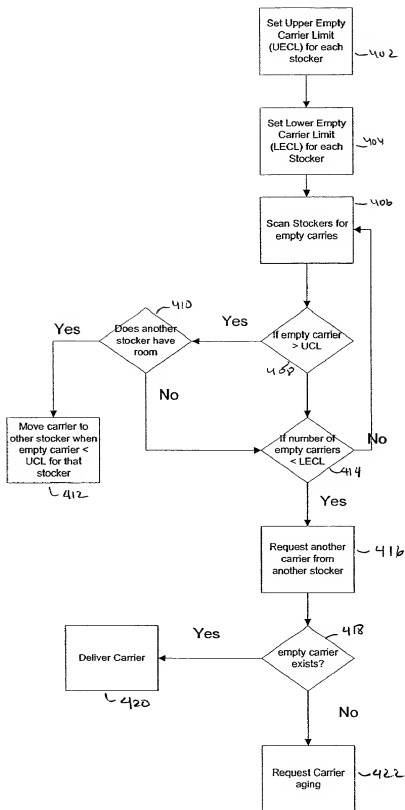 Set Upper Empty
Carrier Limit
(UECL) for each
stocker
402
Set Lower Empty
Carrier Limit
(LECL) for each
Stocker
404
406
Scan Stockers for
empty carries
410
Yes
Does another
stocker have
room
Yes
If empty carrier
> UCL
408
No
Move carrier to
other stocker when
empty carrier <
UCL for that
stocker
412
If number of
empty carriers
< LECL
414
No
Yes
Request another
carrier from
another stocker
416
418
Yes
empty carrier
exists?
Deliver Carrier
420
No
Request Carrier
aging
422